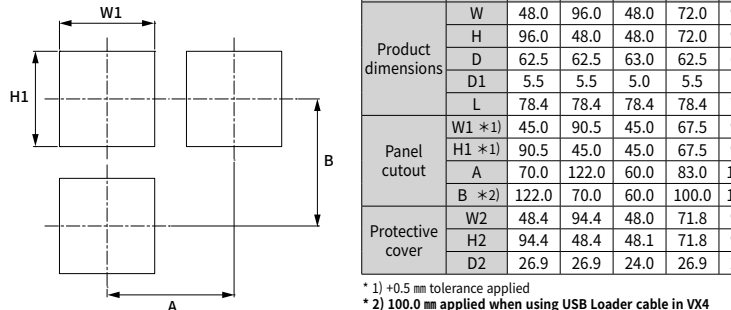 W1
H1
B
A
W 48.0 96.0 48.0 72.0
H 96.0 48.0 48.0 72.0
Product dimensions
D 62.5 62.5 63.0 62.5
D1 5.5 5.5 5.0 5.5
L 78.4 78.4 78.4 78.4
W1 *1) 45.0 90.5 45.0 67.5
Panel cutout
H1 *1) 90.5 45.0 45.0 67.5
A 70.0 122.0 60.0 83.0
B *2) 122.0 70.0 60.0 100.0
W2 48.4 94.4 48.0 71.8
Protective cover
H2 94.4 48.4 48.1 71.8
D2 26.9 26.9 24.0 26.9
* 1) +0.5 ㎜ tolerance applied
* 2) 100.0 ㎜ applied when using USB Loader cable in VX4